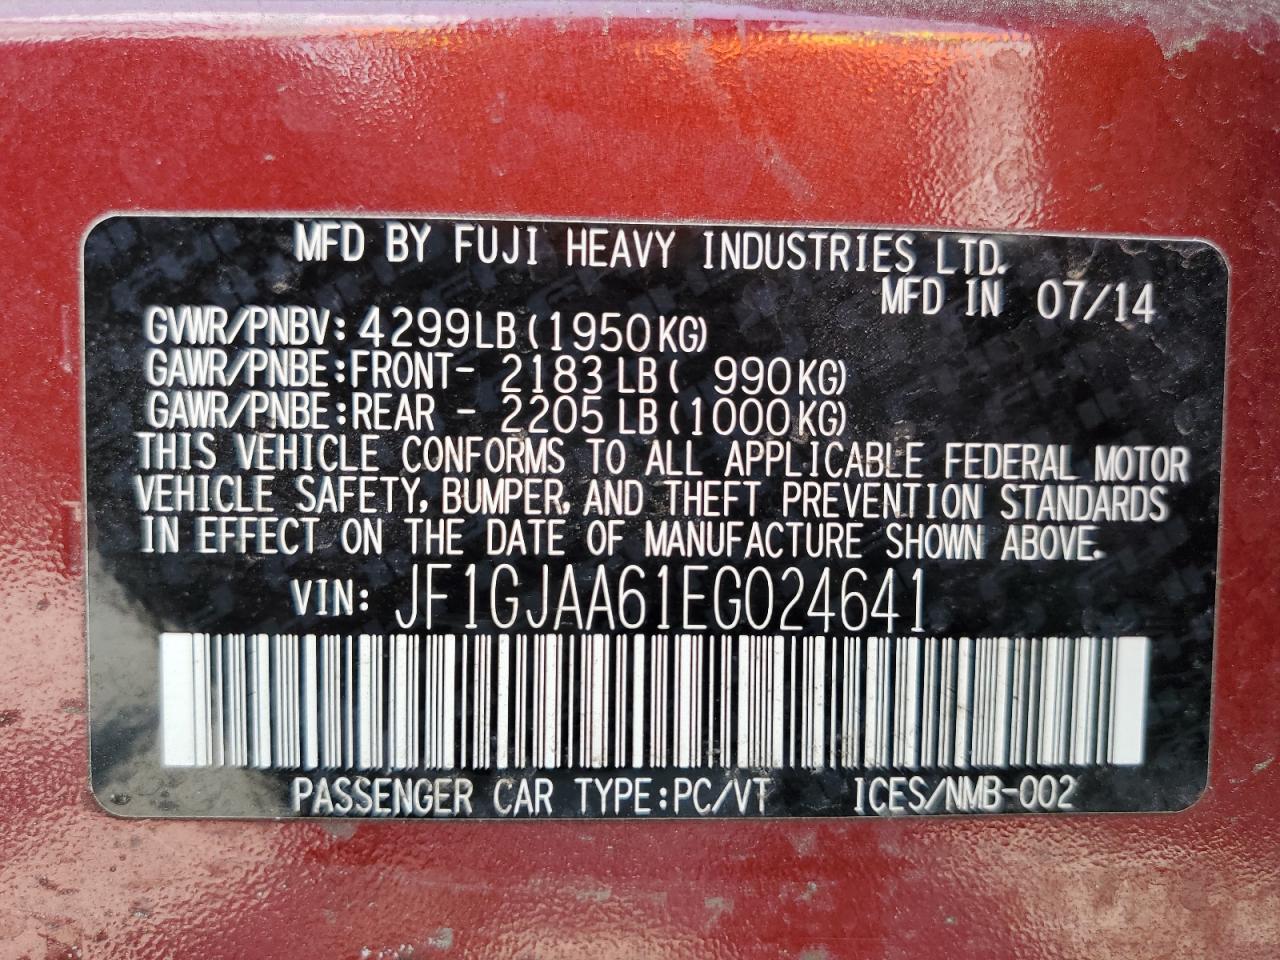 MFD BY FUJI HEAVY INDUSTRIES LTD.
MFD IN 07/14
GVWR/PNBV: 4299LB (1950KG)
GAWR/PNBE:FRONT- 2183 LB ( 990KG)
GAWR/PNBE:REAR - 2205 LB (1000KG)
THIS VEHICLE CONFORMS TO ALL APPLICABLE FEDERAL MOTOR
VEHICLE SAFETY, BUMPER, AND THEFT PREVENTION STANDARDS
IN EFFECT ON THE DATE OF MANUFACTURE SHOWN ABOVE.
VIN: JF1GJAA61EG024641
PASSENGER CAR TYPE:PC/VT ICES/NMB-002